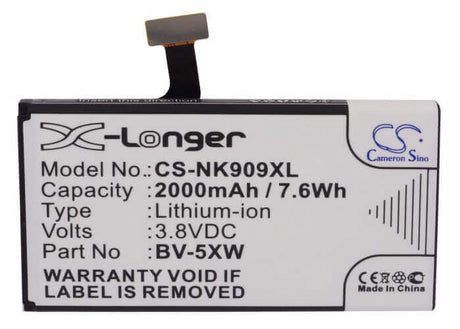 X-Longer
Model No.: CS-NK909XL
Capacity: 2000mAh / 7.6Wh
Type: Lithium-ion
Volts: 3.8VDC
Part No.: BV-5XW
WARRANTY VOID IF
LABEL IS REMOVED
CS
Cameron Sino
Made in China